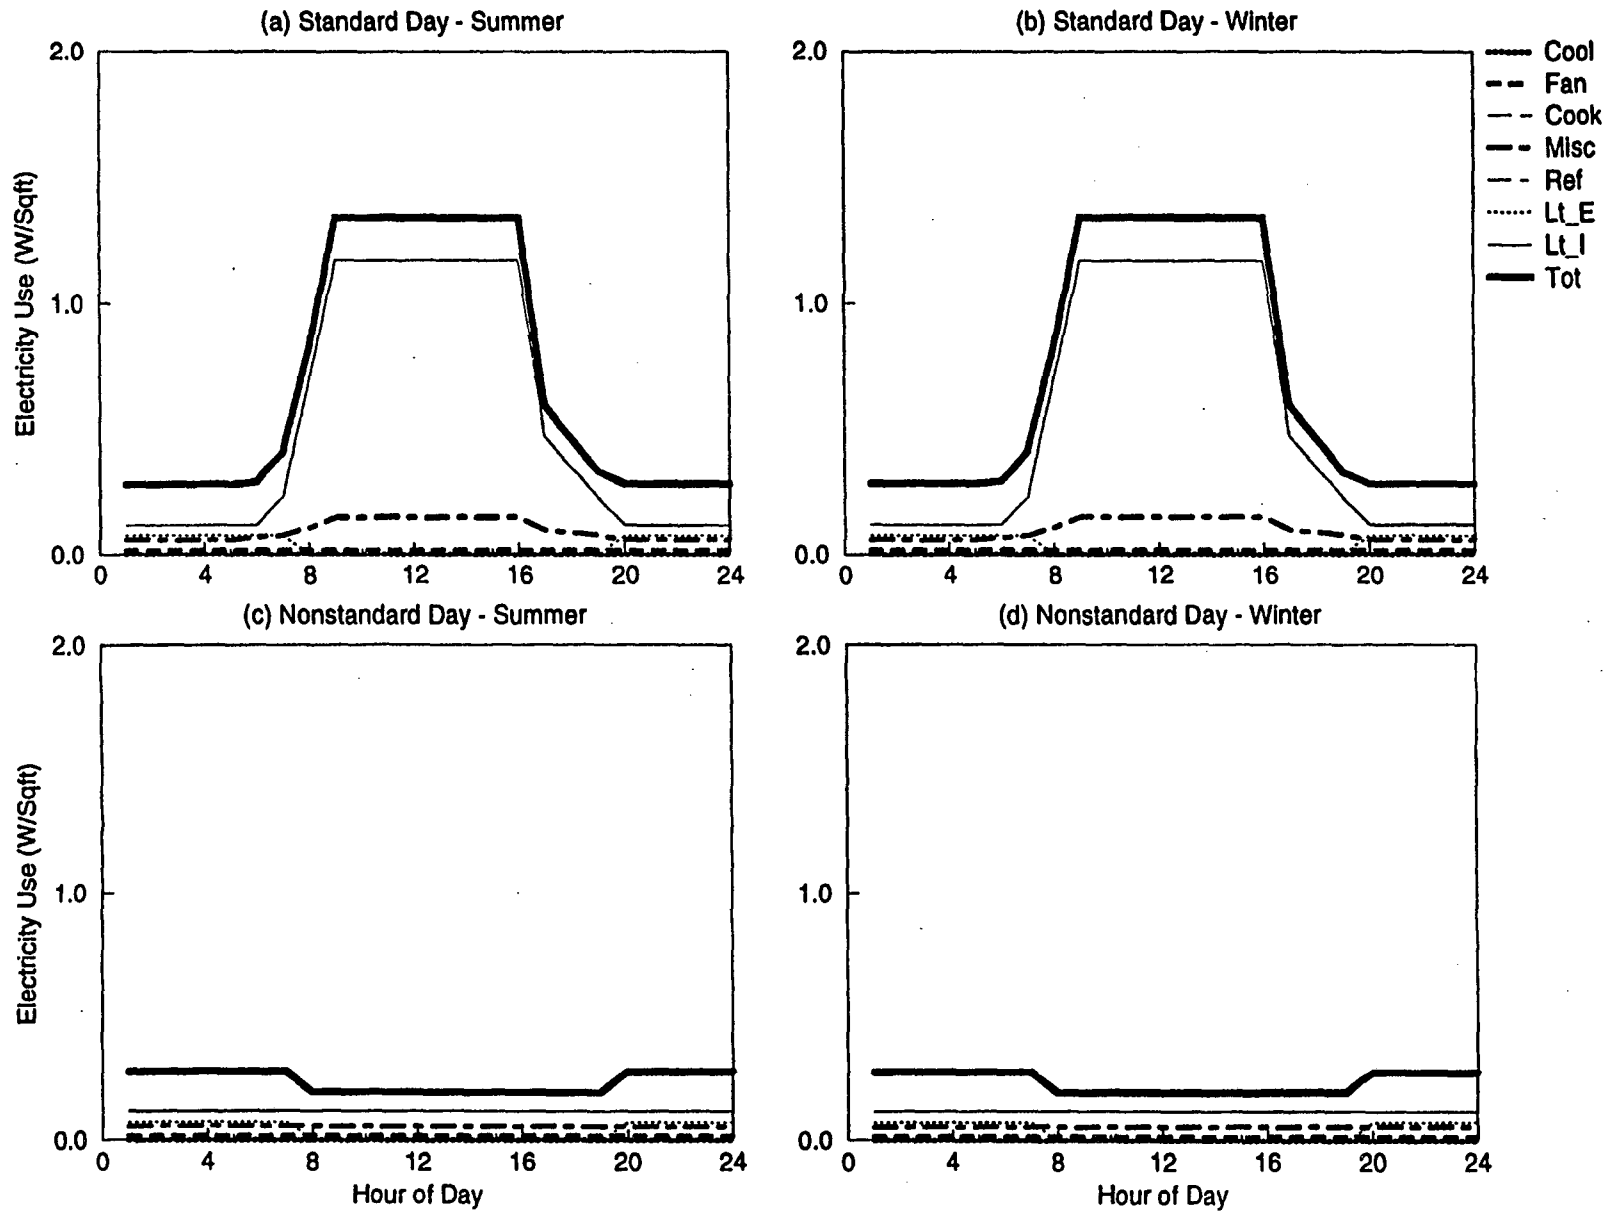 (a) Standard Day - Summer
(b) Standard Day - Winter
2.0
1.0
0.0
0 4 8 12 16 20 24
Electricity Use (W/Sqft)
2.0
1.0
0.0
0 4 8 12 16 20 24
Cool
Fan
Cook
Misc
Ref
Lt_E
Lt_I
Tot
(c) Nonstandard Day - Summer
(d) Nonstandard Day - Winter
2.0
1.0
0.0
0 4 8 12 16 20 24
Electricity Use (W/Sqft)
Hour of Day
2.0
1.0
0.0
0 4 8 12 16 20 24
Hour of Day